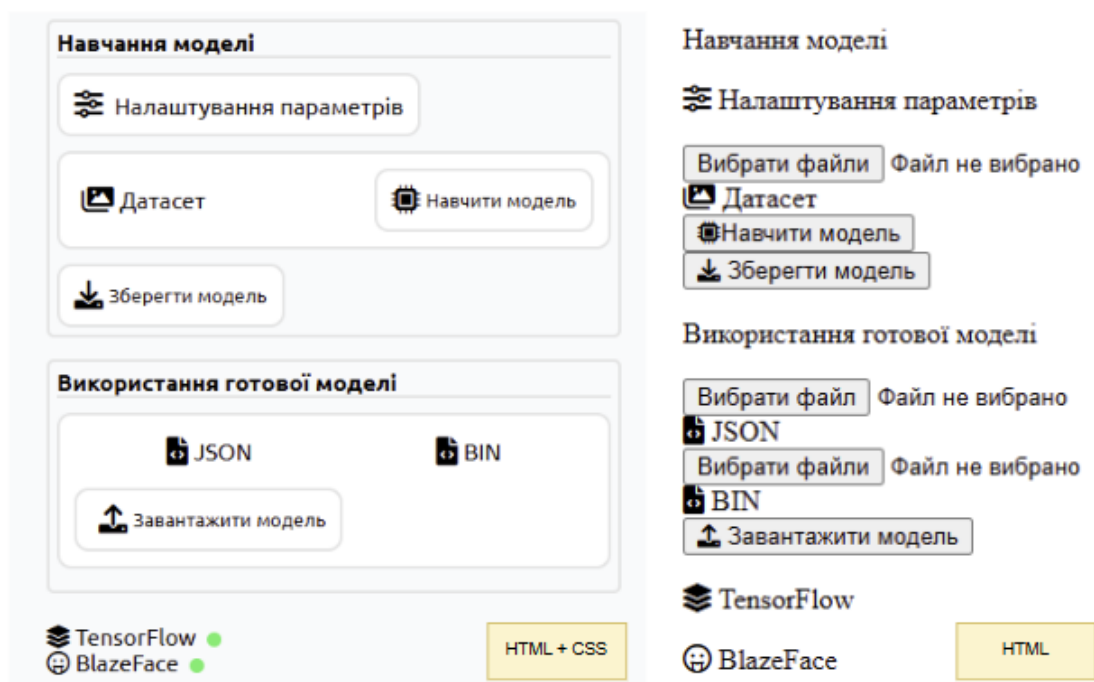 Навчання моделі
Налаштування параметрів
Датасет
Навчити модель
Зберегти модель
Використання готової моделі
JSON
BIN
Завантажити модель
TensorFlow
BlazeFace
HTML + CSS
Навчання моделі
Налаштування параметрів
Вибрати файли Файл не вибрано
Датасет
Навчити модель
Зберегти модель
Використання готової моделі
Вибрати файл Файл не вибрано
JSON
Вибрати файли Файл не вибрано
BIN
Завантажити модель
TensorFlow
BlazeFace
HTML